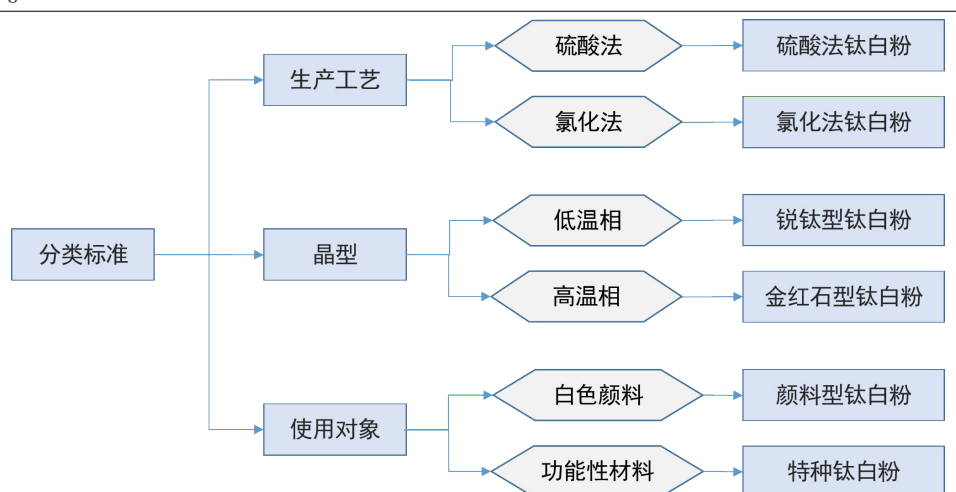 硫酸法
硫酸法钛白粉
生产工艺
氯化法
氯化法钛白粉
低温相
锐钛型钛白粉
分类标准
晶型
高温相
金红石型钛白粉
白色颜料
颜料型钛白粉
使用对象
功能性材料
特种钛白粉